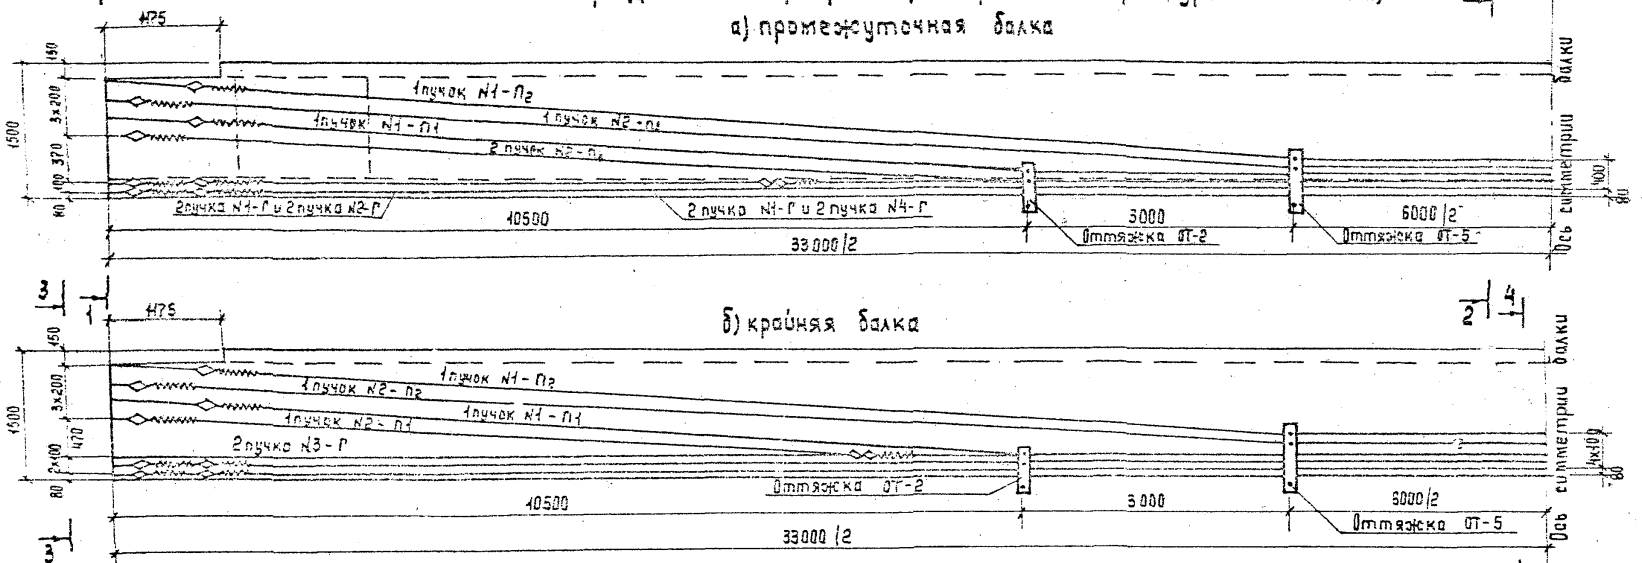 а) промежуточная балка
1175
150
3x200
370
100
80
1500
1 пучок N1-П2
1 пучок N1-П1
1 пучок N2-П1
2 пучок N2-П2
2 пучка N1-Г и 2 пучка N2-Г
2 пучка N1-Г и 2 пучка N4-Г
10500
3000
6000/2
Оттяжка ОТ-2
Оттяжка ОТ-5
33000/2
400
80
Ось симметрии балки
3
1
1175
б) крайняя балка
2
4
150
3x200
470
2x100
80
1500
1 пучок N1-П2
1 пучок N2-П2
1 пучок N1-П1
1 пучок N2-П1
2 пучка N3-Г
Оттяжка ОТ-2
10500
3000
6000/2
Оттяжка ОТ-5
33000/2
4x100
80
Ось симметрии балки
3